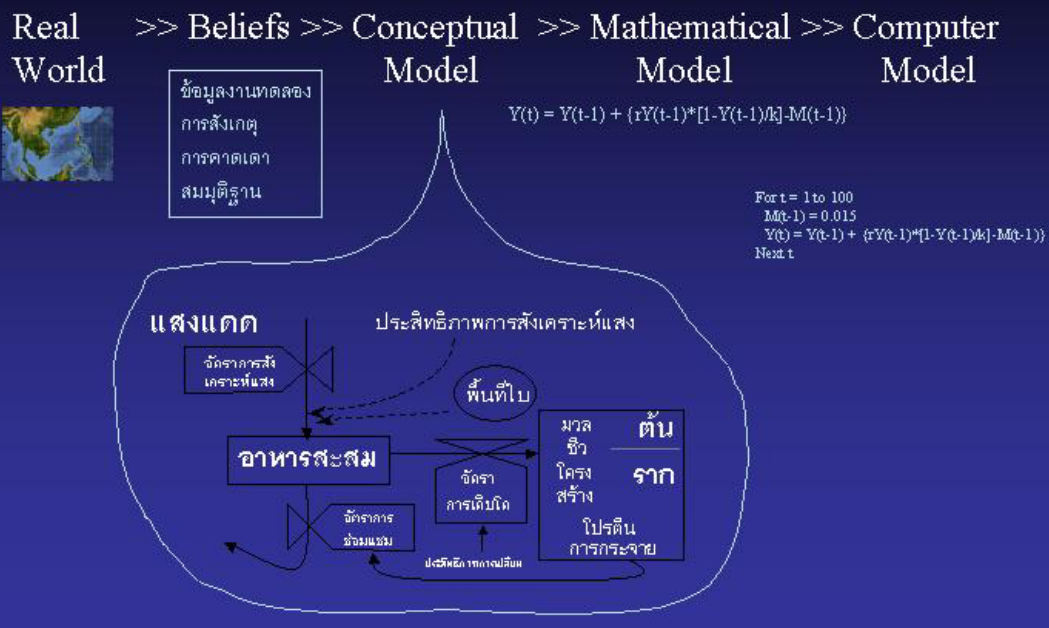 Real >> Beliefs >> Conceptual >> Mathematical >> Computer
World Model Model Model
ข้อมูลงานทดลอง
การสังเกตุ
การคาดเดา
สมมุติฐาน
Y(t) = Y(t-1) + {rY(t-1)*[1-Y(t-1)/k]-M(t-1)}
For t = 1 to 100
M(t-1) = 0.015
Y(t) = Y(t-1) + {rY(t-1)*[1-Y(t-1)/k]-M(t-1)}
Next t
แสงแดด
ประสิทธิภาพการสังเคราะห์แสง
อัตราการสัง
เคราะห์แสง
พื้นที่ใบ
อาหารสะสม
อัตรา
การเติบโต
มวล
ชีว
โครง
สร้าง
ต้น
ราก
โปรตีน
การกระจาย
อัตราการ
ซ่อมแซม